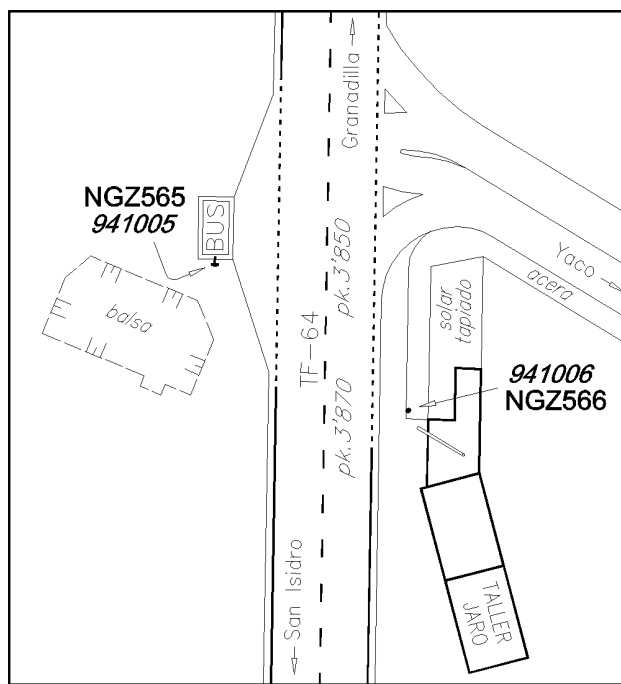 Granadilla
NGZ565
941005
BUS
Yaco
acera
balsa
TF-64
pk.3'850
solar
tapiado
941006
NGZ566
pk.3'870
San Isidro
TALLER
JARO